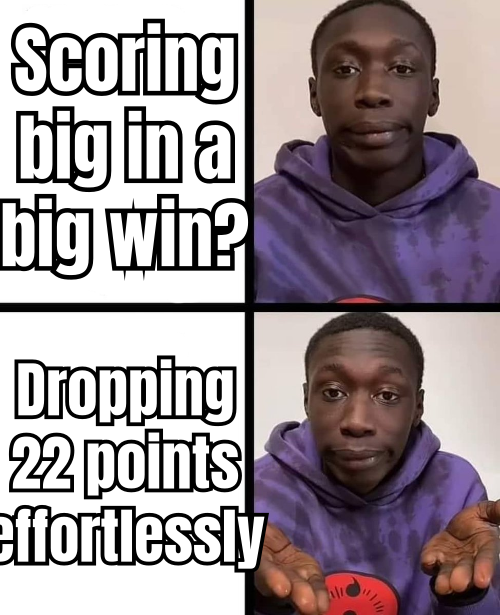 Scoring
big in a
big win?
Dropping
22 points
effortlessly